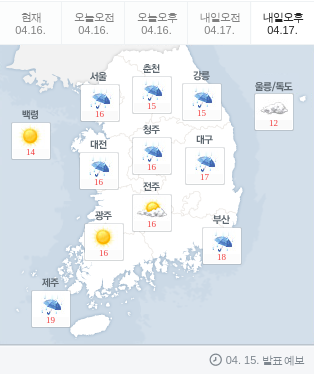 현재 오늘오전 오늘오후 내일오전 내일오후
04.16. 04.16. 04.16. 04.17. 04.17.
춘천
서울 강릉
15
16 15
울릉/독도
12
백령
14
청주
대전 대구
16
16 17
전주
16
광주 부산
16
18
제주
19
04. 15. 발표 예보